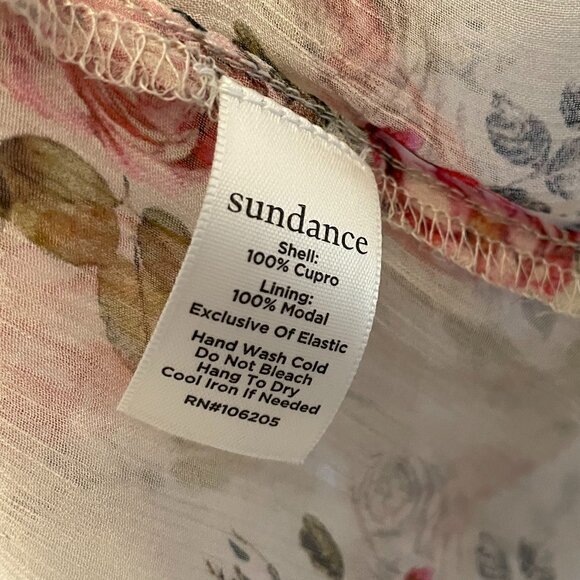 sundance
Shell:
100% Cupro
Lining:
100% Modal
Exclusive Of Elastic
Hand Wash Cold
Do Not Bleach
Hang To Dry
Cool Iron If Needed
RN#106205